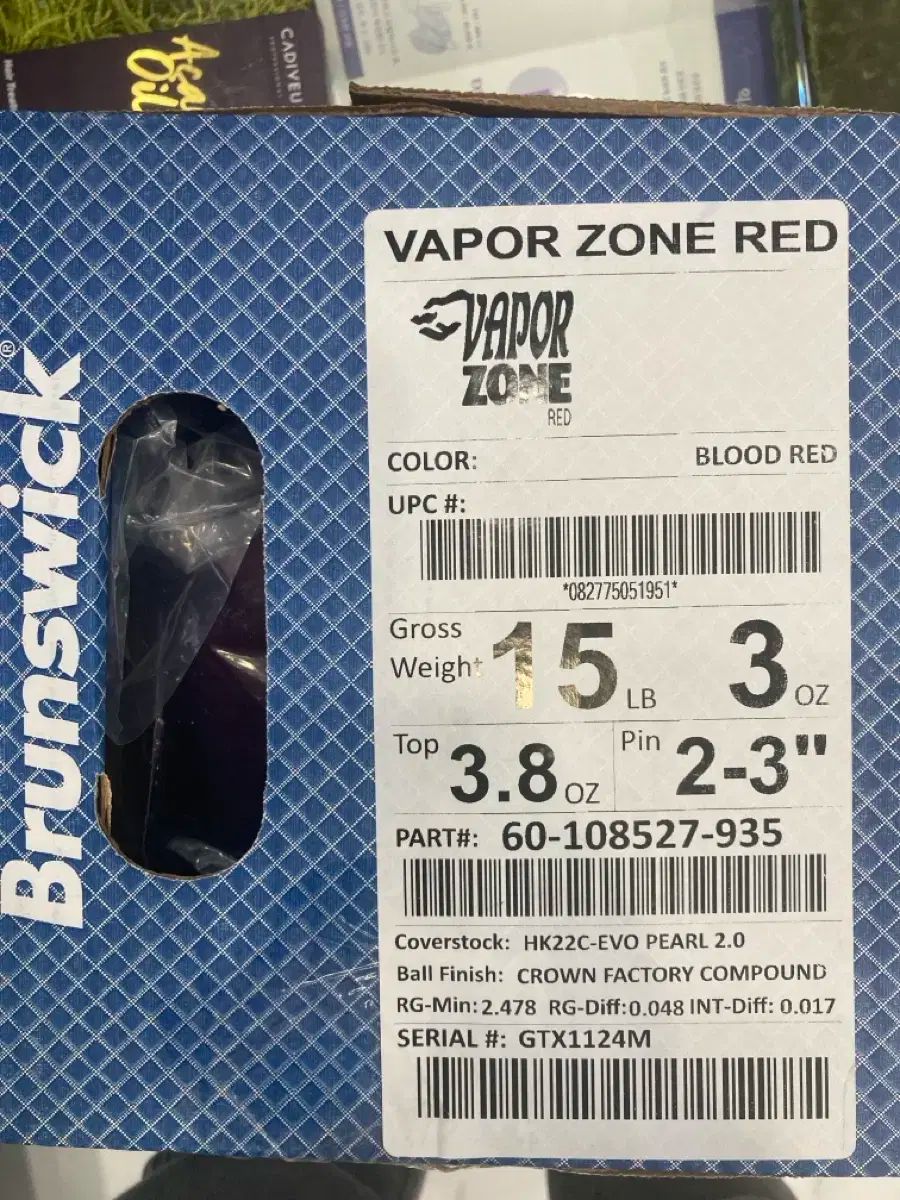 CADIVEU
Brunswick®
VAPOR ZONE RED
VAPOR
ZONE
RED
COLOR: BLOOD RED
UPC #:
*082775051951*
Gross
Weight 15 LB 3 OZ
Top 3.8 OZ Pin 2-3"
PART#: 60-108527-935
Coverstock: HK22C-EVO PEARL 2.0
Ball Finish: CROWN FACTORY COMPOUND
RG-Min: 2.478 RG-Diff:0.048 INT-Diff: 0.017
SERIAL #: GTX1124M